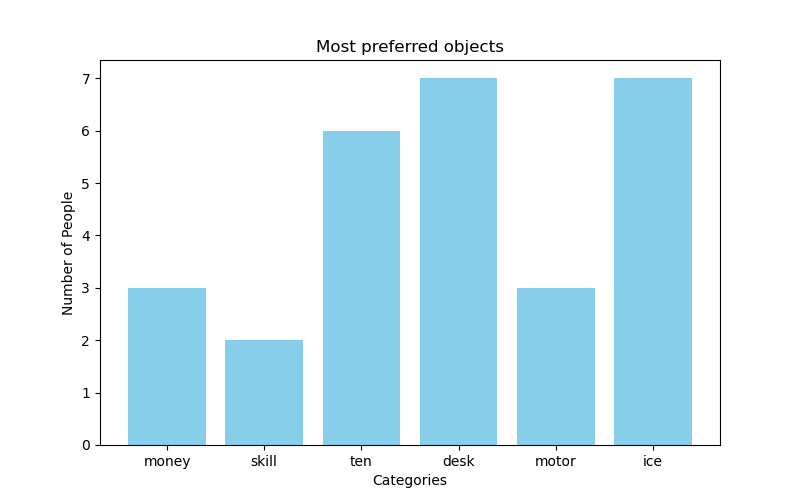 Most preferred objects
7
6
5
4
3
2
1
0
Number of People
money skill ten desk motor ice
Categories